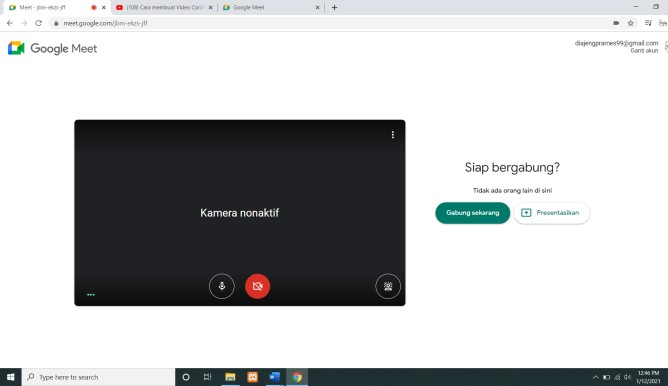 Meet - jbm-ekzs-jff
(108) Cara membuat Video Conf
Google Meet
meet.google.com/jbm-ekzs-jff
Google Meet
diajengprames99@gmail.com
Ganti akun
Kamera nonaktif
Siap bergabung?
Tidak ada orang lain di sini
Gabung sekarang
Presentasikan
Type here to search
12:46 PM
1/12/2021